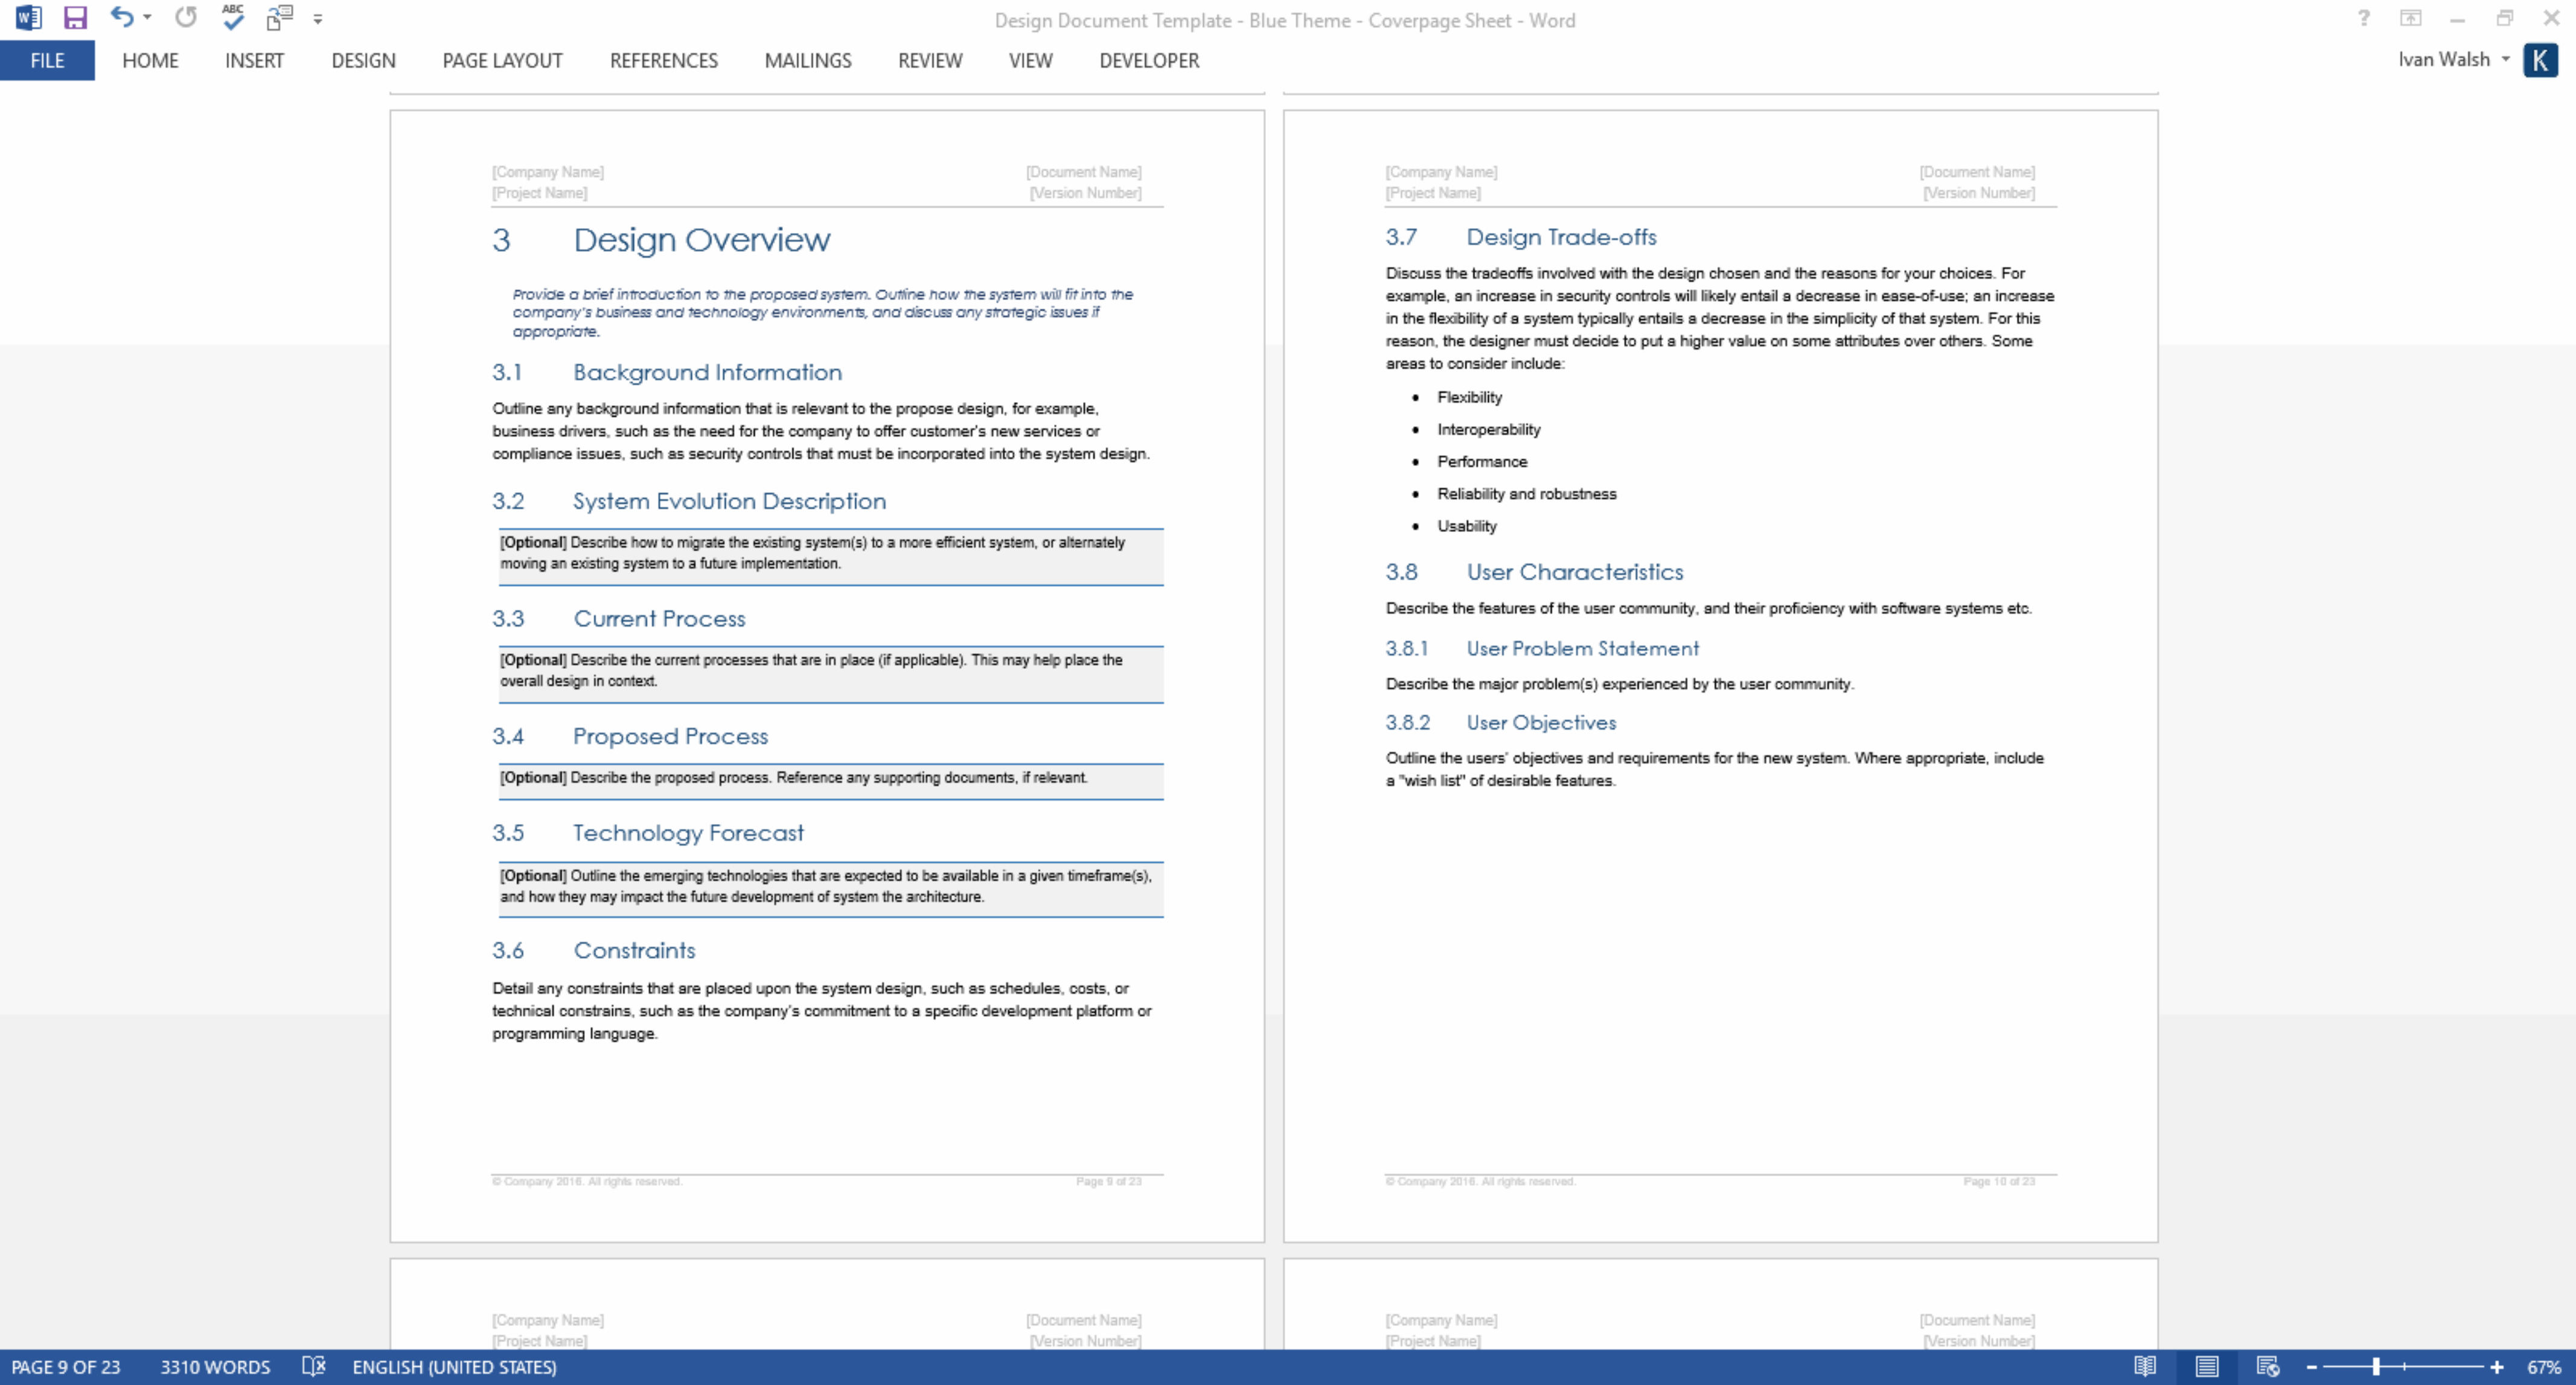 ABC
Design Document Template - Blue Theme - Coverpage Sheet - Word
?
FILE HOME INSERT DESIGN PAGE LAYOUT REFERENCES MAILINGS REVIEW VIEW DEVELOPER
Ivan Walsh K
[Company Name] [Document Name]
[Project Name] [Version Number]
3 Design Overview
Provide a brief introduction to the proposed system. Outline how the system will fit into the
company's business and technology environments, and discuss any strategic issues if
appropriate.
3.1 Background Information
Outline any background information that is relevant to the propose design, for example,
business drivers, such as the need for the company to offer customer's new services or
compliance issues, such as security controls that must be incorporated into the system design.
3.2 System Evolution Description
[Optional] Describe how to migrate the existing system(s) to a more efficient system, or alternately
moving an existing system to a future implementation.
3.3 Current Process
[Optional] Describe the current processes that are in place (if applicable). This may help place the
overall design in context.
3.4 Proposed Process
[Optional] Describe the proposed process. Reference any supporting documents, if relevant.
3.5 Technology Forecast
[Optional] Outline the emerging technologies that are expected to be available in a given timeframe(s),
and how they may impact the future development of system the architecture.
3.6 Constraints
Detail any constraints that are placed upon the system design, such as schedules, costs, or
technical constrains, such as the company's commitment to a specific development platform or
programming language.
© Company 2016. All rights reserved. Page 9 of 23
[Company Name] [Document Name]
[Project Name] [Version Number]
3.7 Design Trade-offs
Discuss the tradeoffs involved with the design chosen and the reasons for your choices. For
example, an increase in security controls will likely entail a decrease in ease-of-use; an increase
in the flexibility of a system typically entails a decrease in the simplicity of that system. For this
reason, the designer must decide to put a higher value on some attributes over others. Some
areas to consider include:
• Flexibility
• Interoperability
• Performance
• Reliability and robustness
• Usability
3.8 User Characteristics
Describe the features of the user community, and their proficiency with software systems etc.
3.8.1 User Problem Statement
Describe the major problem(s) experienced by the user community.
3.8.2 User Objectives
Outline the users' objectives and requirements for the new system. Where appropriate, include
a "wish list" of desirable features.
© Company 2016. All rights reserved. Page 10 of 23
[Company Name] [Document Name]
[Project Name] [Version Number]
[Company Name] [Document Name]
[Project Name] [Version Number]
PAGE 9 OF 23 3310 WORDS ENGLISH (UNITED STATES) 67%